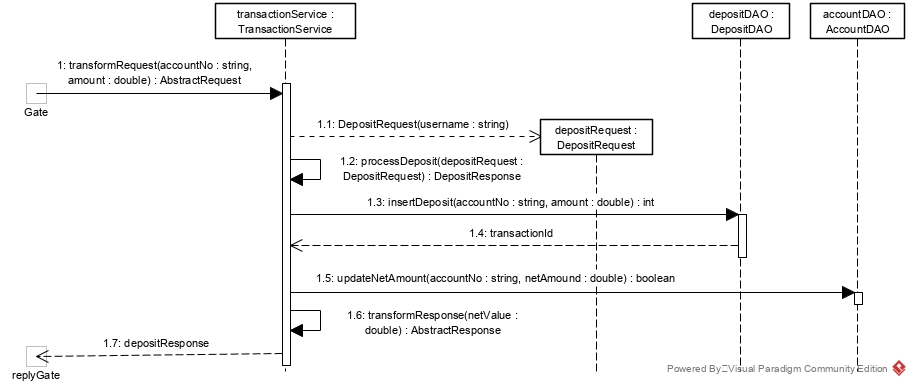 transactionService :
TransactionService
depositDAO :
DepositDAO
accountDAO :
AccountDAO
1: transformRequest(accountNo : string,
amount : double) : AbstractRequest
Gate
1.1: DepositRequest(username : string)
depositRequest :
DepositRequest
1.2: processDeposit(depositRequest :
DepositRequest) : DepositResponse
1.3: insertDeposit(accountNo : string, amount : double) : int
1.4: transactionId
1.5: updateNetAmount(accountNo : string, netAmound : double) : boolean
1.6: transformResponse(netValue :
double) : AbstractResponse
1.7: depositResponse
replyGate
Powered By Visual Paradigm Community Edition